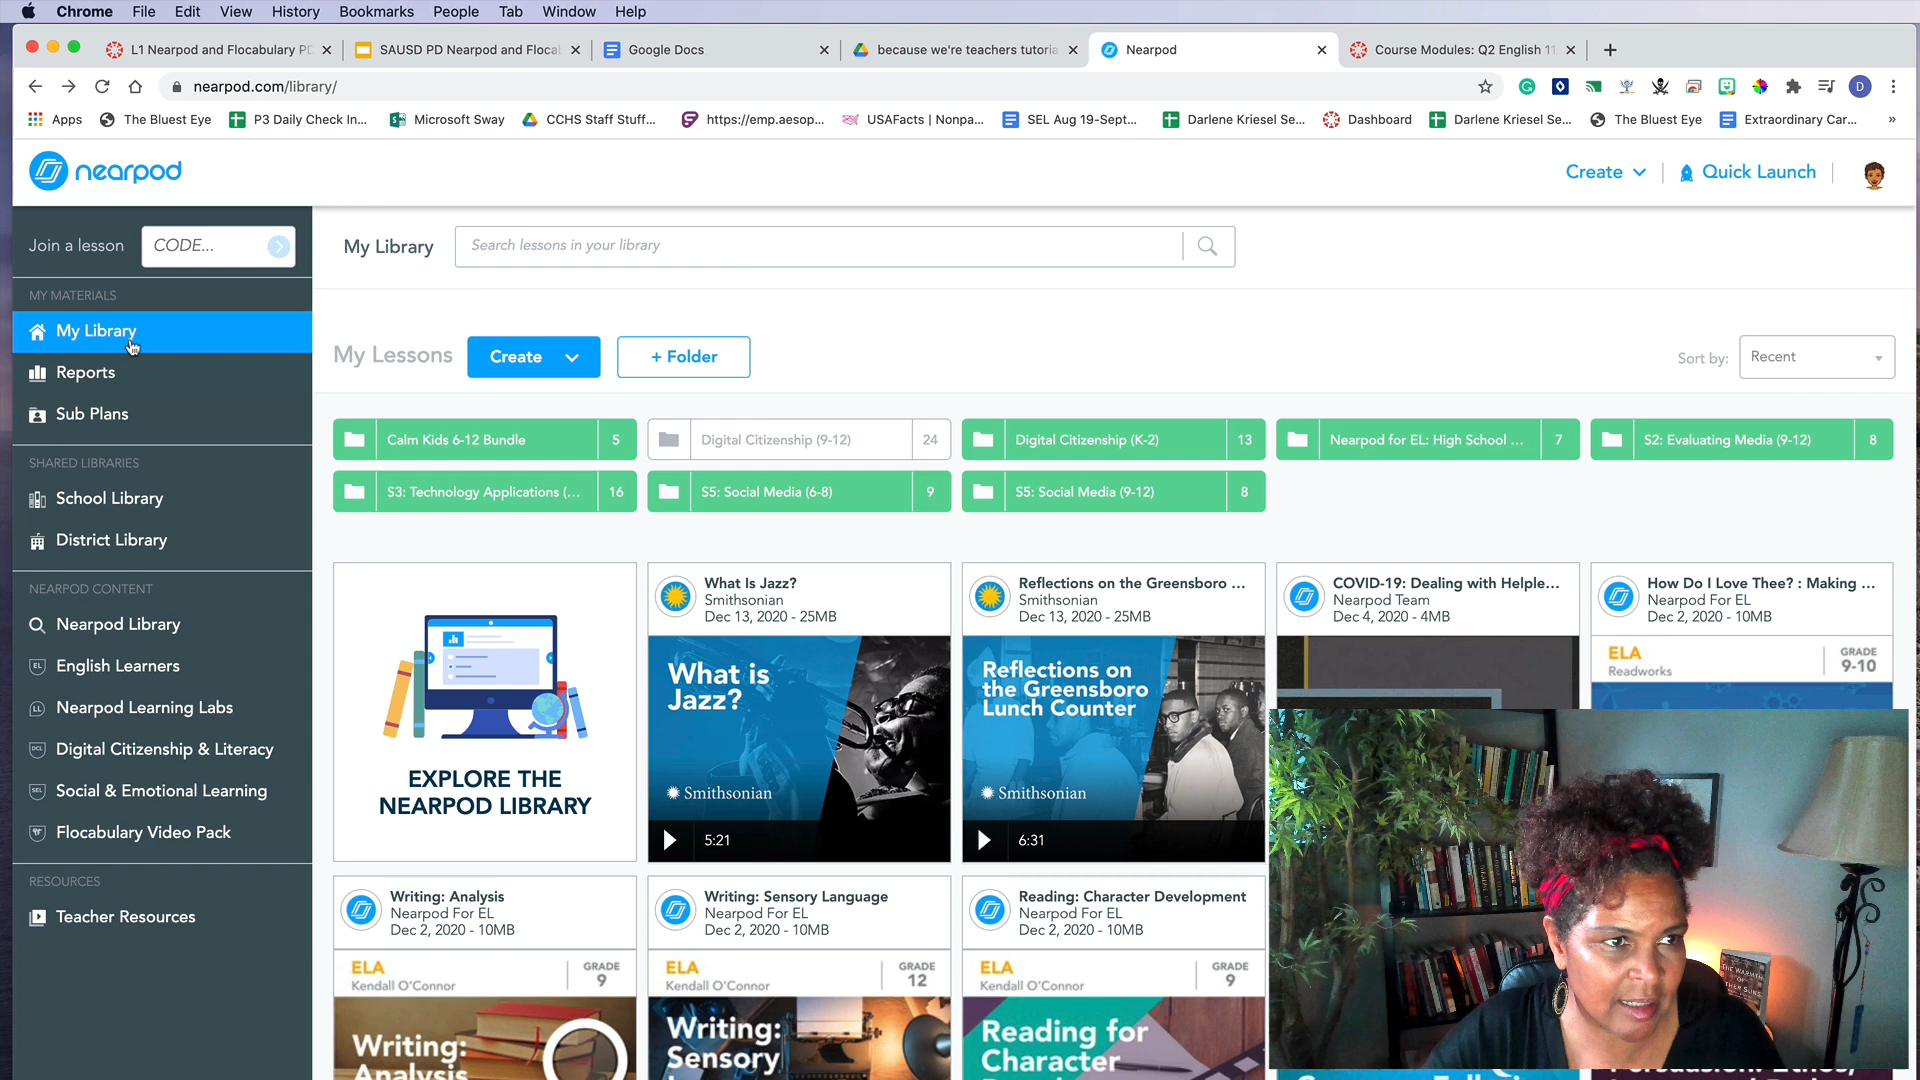 Chrome File Edit View History Bookmarks People Tab Window Help
L1 Nearpod and Flocabulary PD
SAUSD PD Nearpod and Floca
Google Docs
because we're teachers tutoria
Nearpod
Course Modules: Q2 English 11
nearpod.com/library/
Apps
The Bluest Eye
P3 Daily Check In...
Microsoft Sway
CCHS Staff Stuff...
https://emp.aesop...
USAFacts | Nonpa...
SEL Aug 19-Sept...
Darlene Kriesel Se...
Dashboard
Darlene Kriesel Se...
The Bluest Eye
Extraordinary Car...
»
D
nearpod
Create
Quick Launch
Join a lesson
CODE...
My Library
Search lessons in your library
MY MATERIALS
My Library
Reports
Sub Plans
SHARED LIBRARIES
School Library
District Library
NEARPOD CONTENT
Nearpod Library
EL English Learners
LL Nearpod Learning Labs
DCL Digital Citizenship & Literacy
SEL Social & Emotional Learning
Flocabulary Video Pack
RESOURCES
Teacher Resources
My Lessons
Create
+ Folder
Sort by:
Recent
Calm Kids 6-12 Bundle 5
Digital Citizenship (9-12) 24
Digital Citizenship (K-2) 13
Nearpod for EL: High School ... 7
S2: Evaluating Media (9-12) 8
S3: Technology Applications (... 16
S5: Social Media (6-8) 9
S5: Social Media (9-12) 8
EXPLORE THE
NEARPOD LIBRARY
What Is Jazz?
Smithsonian
Dec 13, 2020 - 25MB
What is
Jazz?
Smithsonian
5:21
Reflections on the Greensboro ...
Smithsonian
Dec 13, 2020 - 25MB
Reflections on
the Greensboro
Lunch Counter
Smithsonian
6:31
COVID-19: Dealing with Helple...
Nearpod Team
Dec 4, 2020 - 4MB
How Do I Love Thee? : Making ...
Nearpod For EL
Dec 2, 2020 - 10MB
ELA
Readworks
GRADE
9-10
Writing: Analysis
Nearpod For EL
Dec 2, 2020 - 10MB
ELA
Kendall O'Connor
GRADE
9
Writing:
Analysis
Writing: Sensory Language
Nearpod For EL
Dec 2, 2020 - 10MB
ELA
Kendall O'Connor
GRADE
12
Writing:
Sensory
Reading: Character Development
Nearpod For EL
Dec 2, 2020 - 10MB
ELA
Kendall O'Connor
GRADE
9
Reading for
Character
THE
WARMTH
OF
OTHER SUNS